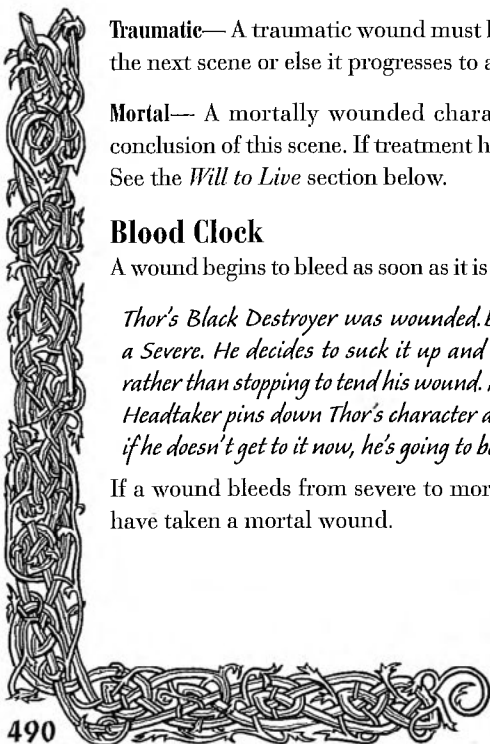 Traumatic— A traumatic wound must
the next scene or else it progresses to
Mortal— A mortally wounded
conclusion of this scene. If treatment
See the Will to Live section below.
Blood Clock
A wound begins to bleed as soon as it is
Thor's Black Destroyer was wounded.
a Severe. He decides to suck it up and
rather than stopping to tend his wound.
Headtaker pins down Thor's character
if he doesn't get to it now, he's going to
If a wound bleeds from severe to
have taken a mortal wound.
490